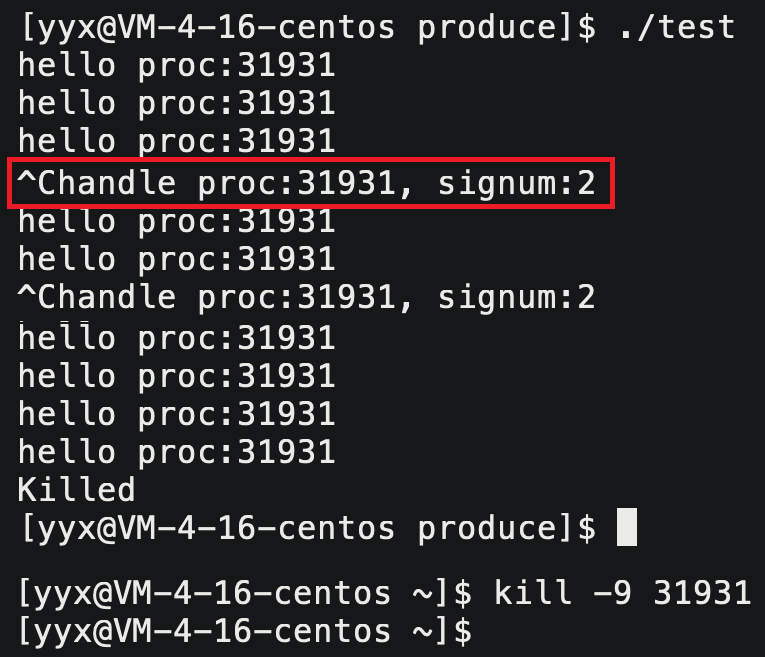 [yyx@VM-4-16-centos produce]$ ./test
hello proc:31931
hello proc:31931
hello proc:31931
^Chandle proc:31931, signum:2
hello proc:31931
hello proc:31931
^Chandle proc:31931, signum:2
hello proc:31931
hello proc:31931
hello proc:31931
hello proc:31931
Killed
[yyx@VM-4-16-centos produce]$
[yyx@VM-4-16-centos ~]$ kill -9 31931
[yyx@VM-4-16-centos ~]$